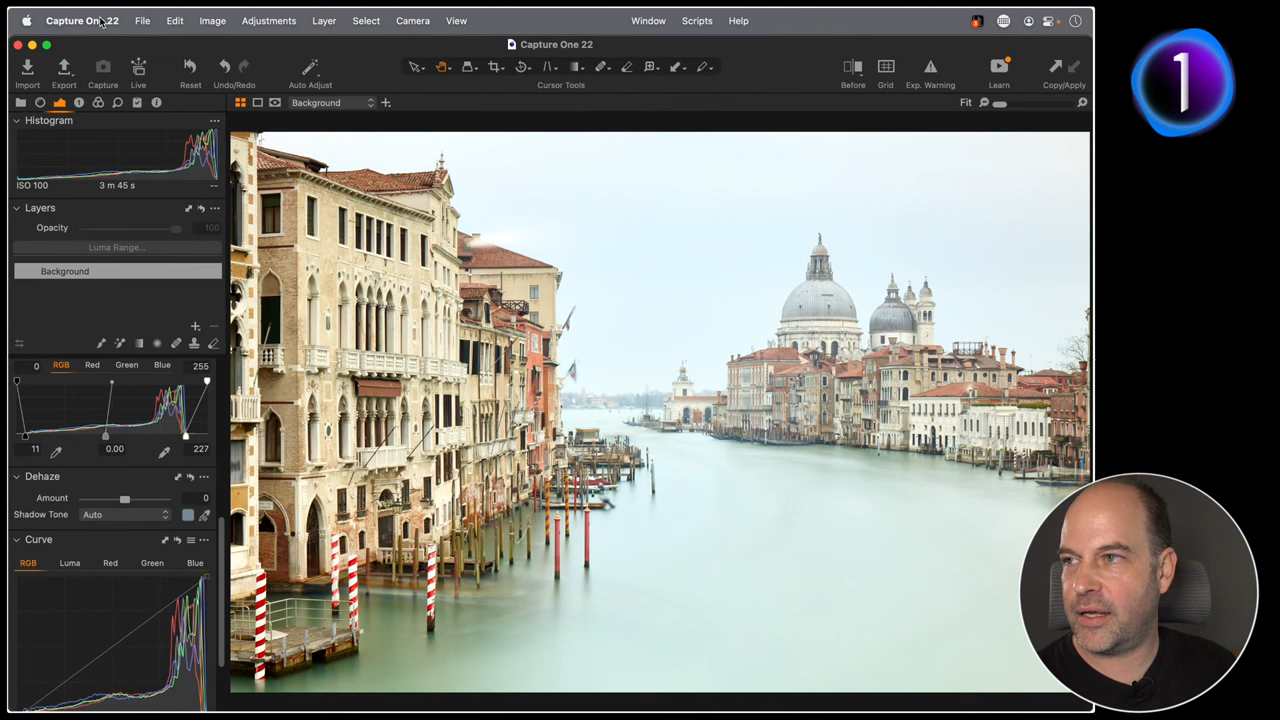 Capture One 22 File Edit Image Adjustments Layer Select Camera View Window Scripts Help
Capture One 22
Import Export Capture Live Reset Undo/Redo Auto Adjust Cursor Tools Before Grid Exp. Warning Learn Copy/Apply
Background Fit
Histogram
ISO 100 3 m 45 s --
Layers
Opacity 100
Luma Range...
Background
0 RGB Red Green Blue 255
11 0.00 227
Dehaze
Amount 0
Shadow Tone Auto
Curve
RGB Luma Red Green Blue
1